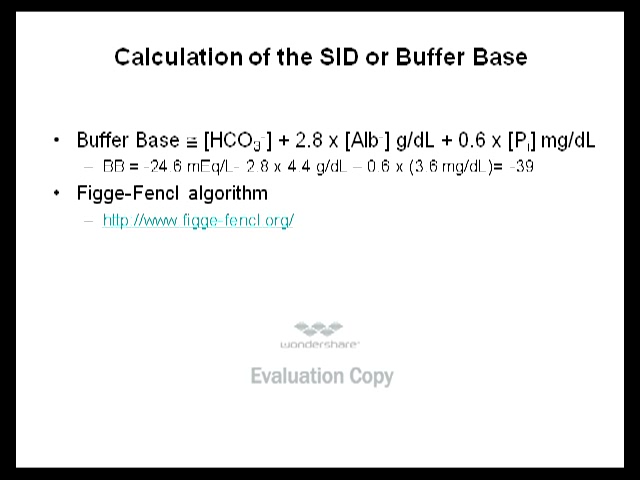 Calculation of the SID or Buffer Base
• Buffer Base ≅ [HCO₃⁻] + 2.8 x [Alb⁻] g/dL + 0.6 x [Pᵢ] mg/dL
– BB = -24.6 mEq/L- 2.8 x 4.4 g/dL – 0.6 x (3.6 mg/dL)= -39
• Figge-Fencl algorithm
– http://www.figge-fencl.org/
wondershare
Evaluation Copy